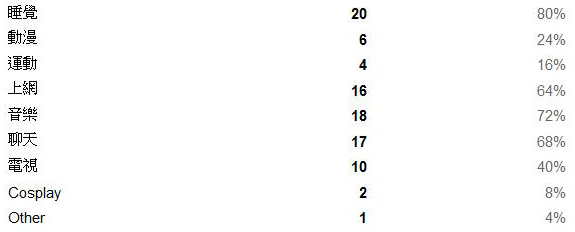 睡覺 20 80%
動漫 6 24%
運動 4 16%
上網 16 64%
音樂 18 72%
聊天 17 68%
電視 10 40%
Cosplay 2 8%
Other 1 4%